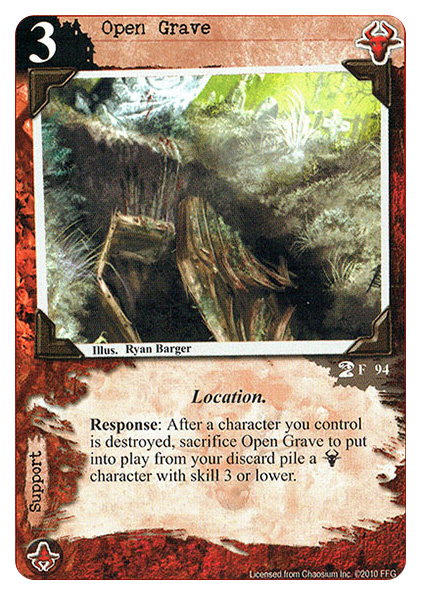 3
Open Grave
Illus. Ryan Barger
F 94
Location.
Response: After a character you control
is destroyed, sacrifice Open Grave to put
into play from your discard pile a
character with skill 3 or lower.
Support
Licensed from Chaosium Inc. ©2010 FFG